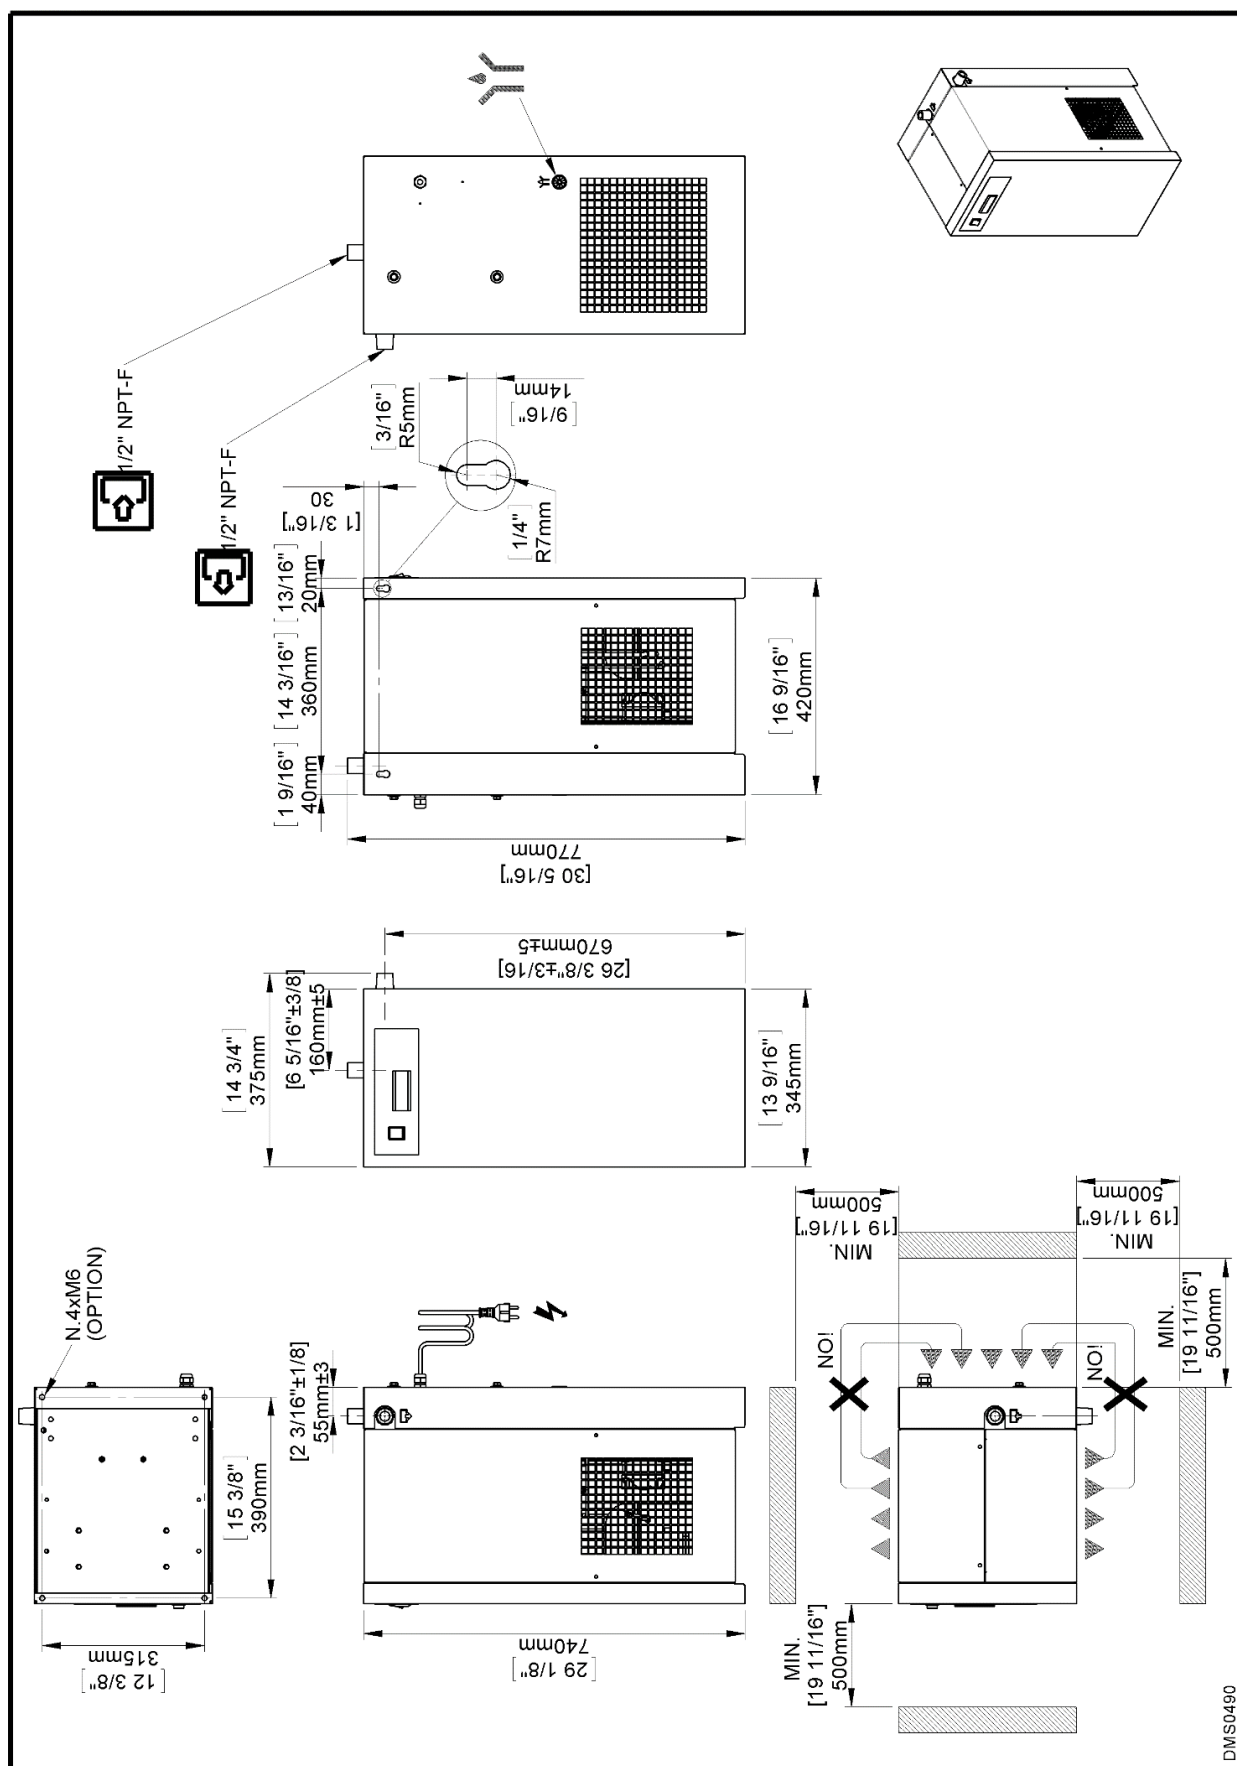 1/2" NPT-F
1/2" NPT-F
[3/16"]
R5mm
[9/16"]
14mm
[1/4"]
R7mm
[1 3/16"]
30
[13/16"]
20mm
[14 3/16"]
360mm
[1 9/16"]
40mm
[16 9/16"]
420mm
[30 5/16"]
770mm
[26 3/8"±3/16]
670mm±5
[14 3/4"]
375mm
[6 5/16"±3/8]
160mm±5
[13 9/16"]
345mm
N.4xM6
(OPTION)
[15 3/8"]
390mm
[12 3/8"]
315mm
[2 3/16"±1/8]
55mm±3
[29 1/8"]
740mm
MIN.
[19 11/16"]
500mm
MIN.
[19 11/16"]
500mm
MIN.
[19 11/16"]
500mm
MIN.
[19 11/16"]
500mm
NO!
NO!
DMS0490